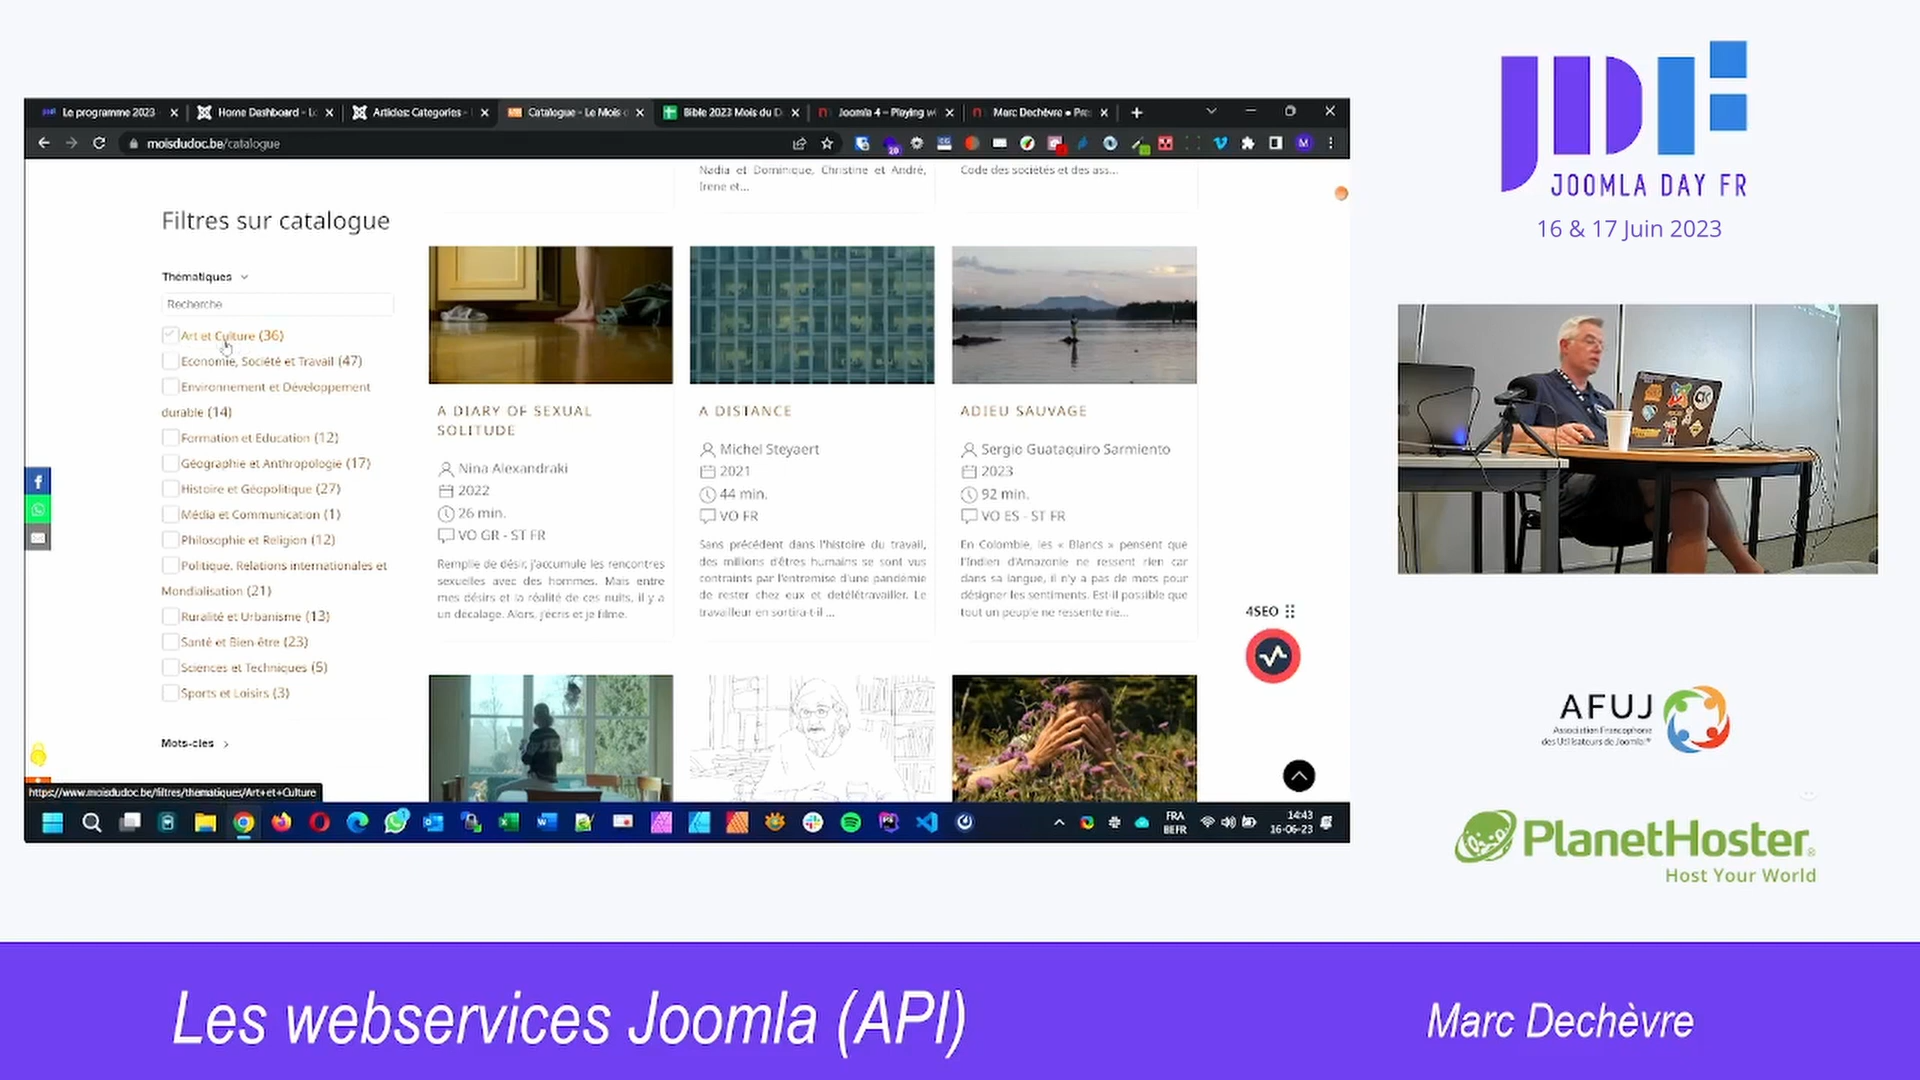 Le programme 2023
Home Dashboard - Lo
Articles: Categories -
Catalogue - Le Mois d
Bible 2023 Mois du D
Joomla 4 – Playing w
Marc Dechèvre • Pre
moisdudoc.be/catalogue
Nadia et Dominique, Christine et André,
Irene et...
Code des sociétés et des ass...
Filtres sur catalogue
Thématiques
Recherche
Art et Culture (36)
Economie, Société et Travail (47)
Environnement et Développement
durable (14)
Formation et Education (12)
Géographie et Anthropologie (17)
Histoire et Géopolitique (27)
Média et Communication (1)
Philosophie et Religion (12)
Politique, Relations internationales et
Mondialisation (21)
Ruralité et Urbanisme (13)
Santé et Bien-être (23)
Sciences et Techniques (5)
Sports et Loisirs (3)
Mots-clés
A DIARY OF SEXUAL
SOLITUDE
Nina Alexandraki
2022
26 min.
VO GR - ST FR
Remplie de désir, j'accumule les rencontres
sexuelles avec des hommes. Mais entre
mes désirs et la réalité de ces nuits, il y a
un décalage. Alors, j'écris et je filme.
A DISTANCE
Michel Steyaert
2021
44 min.
VO FR
Sans précédent dans l'histoire du travail,
des millions d'êtres humains se sont vus
contraints par l'entremise d'une pandémie
de rester chez eux et detélétravailler. Le
travailleur en sortira-t-il ...
ADIEU SAUVAGE
Sergio Guataquiro Sarmiento
2023
92 min.
VO ES - ST FR
En Colombie, les « Blancs » pensent que
l'Indien d'Amazonie ne ressent rien car
dans sa langue, il n'y a pas de mots pour
désigner les sentiments. Est-il possible que
tout un peuple ne ressente rie...
4SEO
https://www.moisdudoc.be/filtres/thematiques/Art+et+Culture
FRA
BEFR
14:43
16-06-23
JDF
JOOMLA DAY FR
16 & 17 Juin 2023
AFUJ
Association Francophone
des Utilisateurs de Joomla!®
PlanetHoster®
Host Your World
Les webservices Joomla (API)
Marc Dechèvre